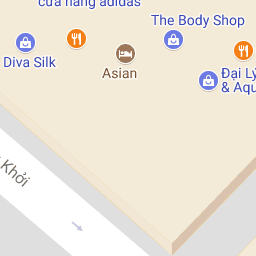 cửa hàng adidas
The Body Shop
Diva Silk
Asian
Đại Lý
& Aqu
Khởi